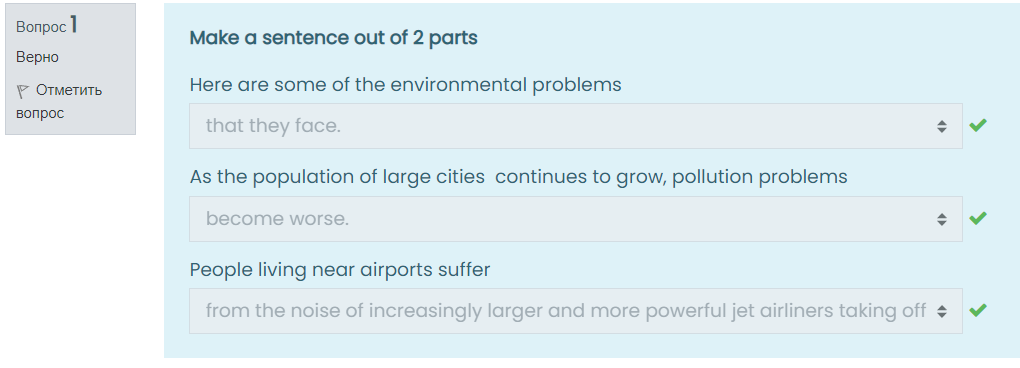 Вопрос 1
Верно
Отметить
вопрос
Make a sentence out of 2 parts
Here are some of the environmental problems
that they face.
As the population of large cities continues to grow, pollution problems
become worse.
People living near airports suffer
from the noise of increasingly larger and more powerful jet airliners taking off